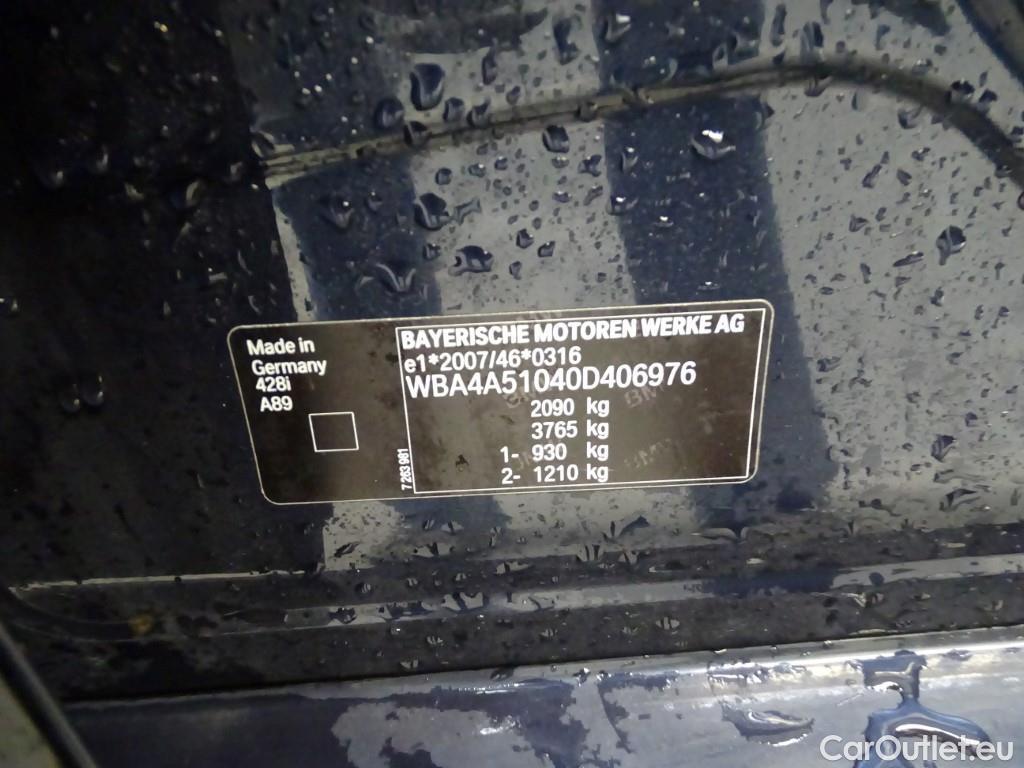 Made in
Germany
428i
A89
7 263 981
BAYERISCHE MOTOREN WERKE AG
e1*2007/46*0316
WBA4A51040D406976
2090 kg
3765 kg
1- 930 kg
2- 1210 kg
CarOutlet.eu